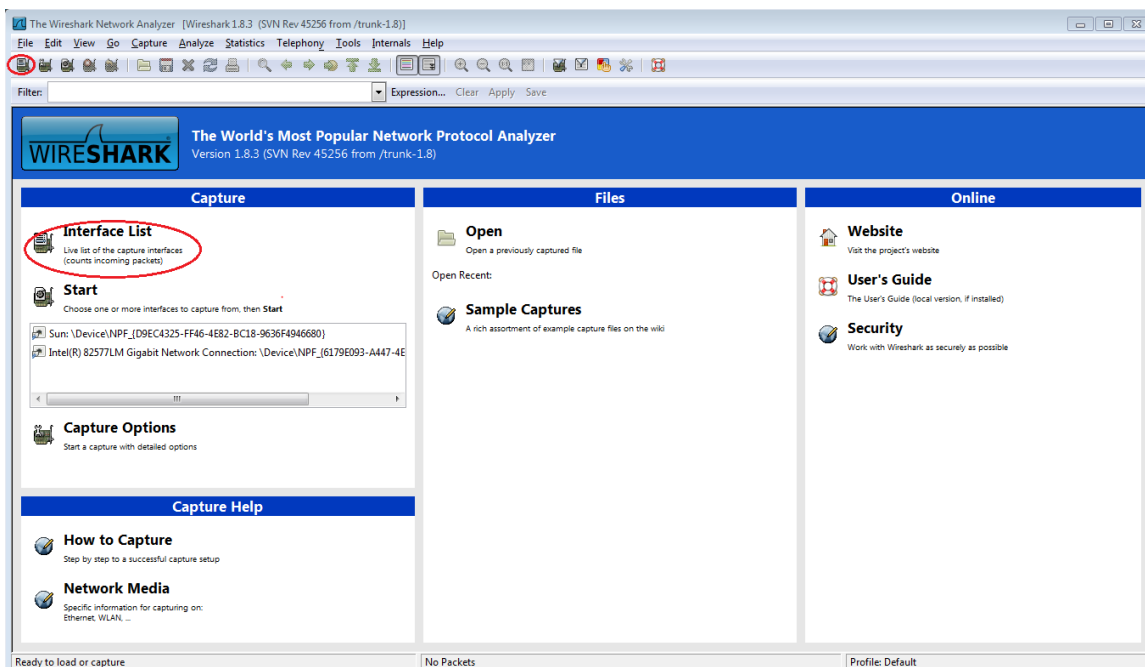 The Wireshark Network Analyzer [Wireshark 1.8.3 (SVN Rev 45256 from /trunk-1.8)]
File Edit View Go Capture Analyze Statistics Telephony Tools Internals Help
Filter: Expression... Clear Apply Save
WIRESHARK
The World's Most Popular Network Protocol Analyzer
Version 1.8.3 (SVN Rev 45256 from /trunk-1.8)
Capture
Interface List
Live list of the capture interfaces
(counts incoming packets)
Start
Choose one or more interfaces to capture from, then Start
Sun: \Device\NPF_{D9EC4325-FF46-4E82-BC18-9636F4946680}
Intel(R) 82577LM Gigabit Network Connection: \Device\NPF_{6179E093-A447-4E
Capture Options
Start a capture with detailed options
Capture Help
How to Capture
Step by step to a successful capture setup
Network Media
Specific information for capturing on:
Ethernet, WLAN, ...
Files
Open
Open a previously captured file
Open Recent:
Sample Captures
A rich assortment of example capture files on the wiki
Online
Website
Visit the project's website
User's Guide
The User's Guide (local version, if installed)
Security
Work with Wireshark as securely as possible
Ready to load or capture
No Packets
Profile: Default